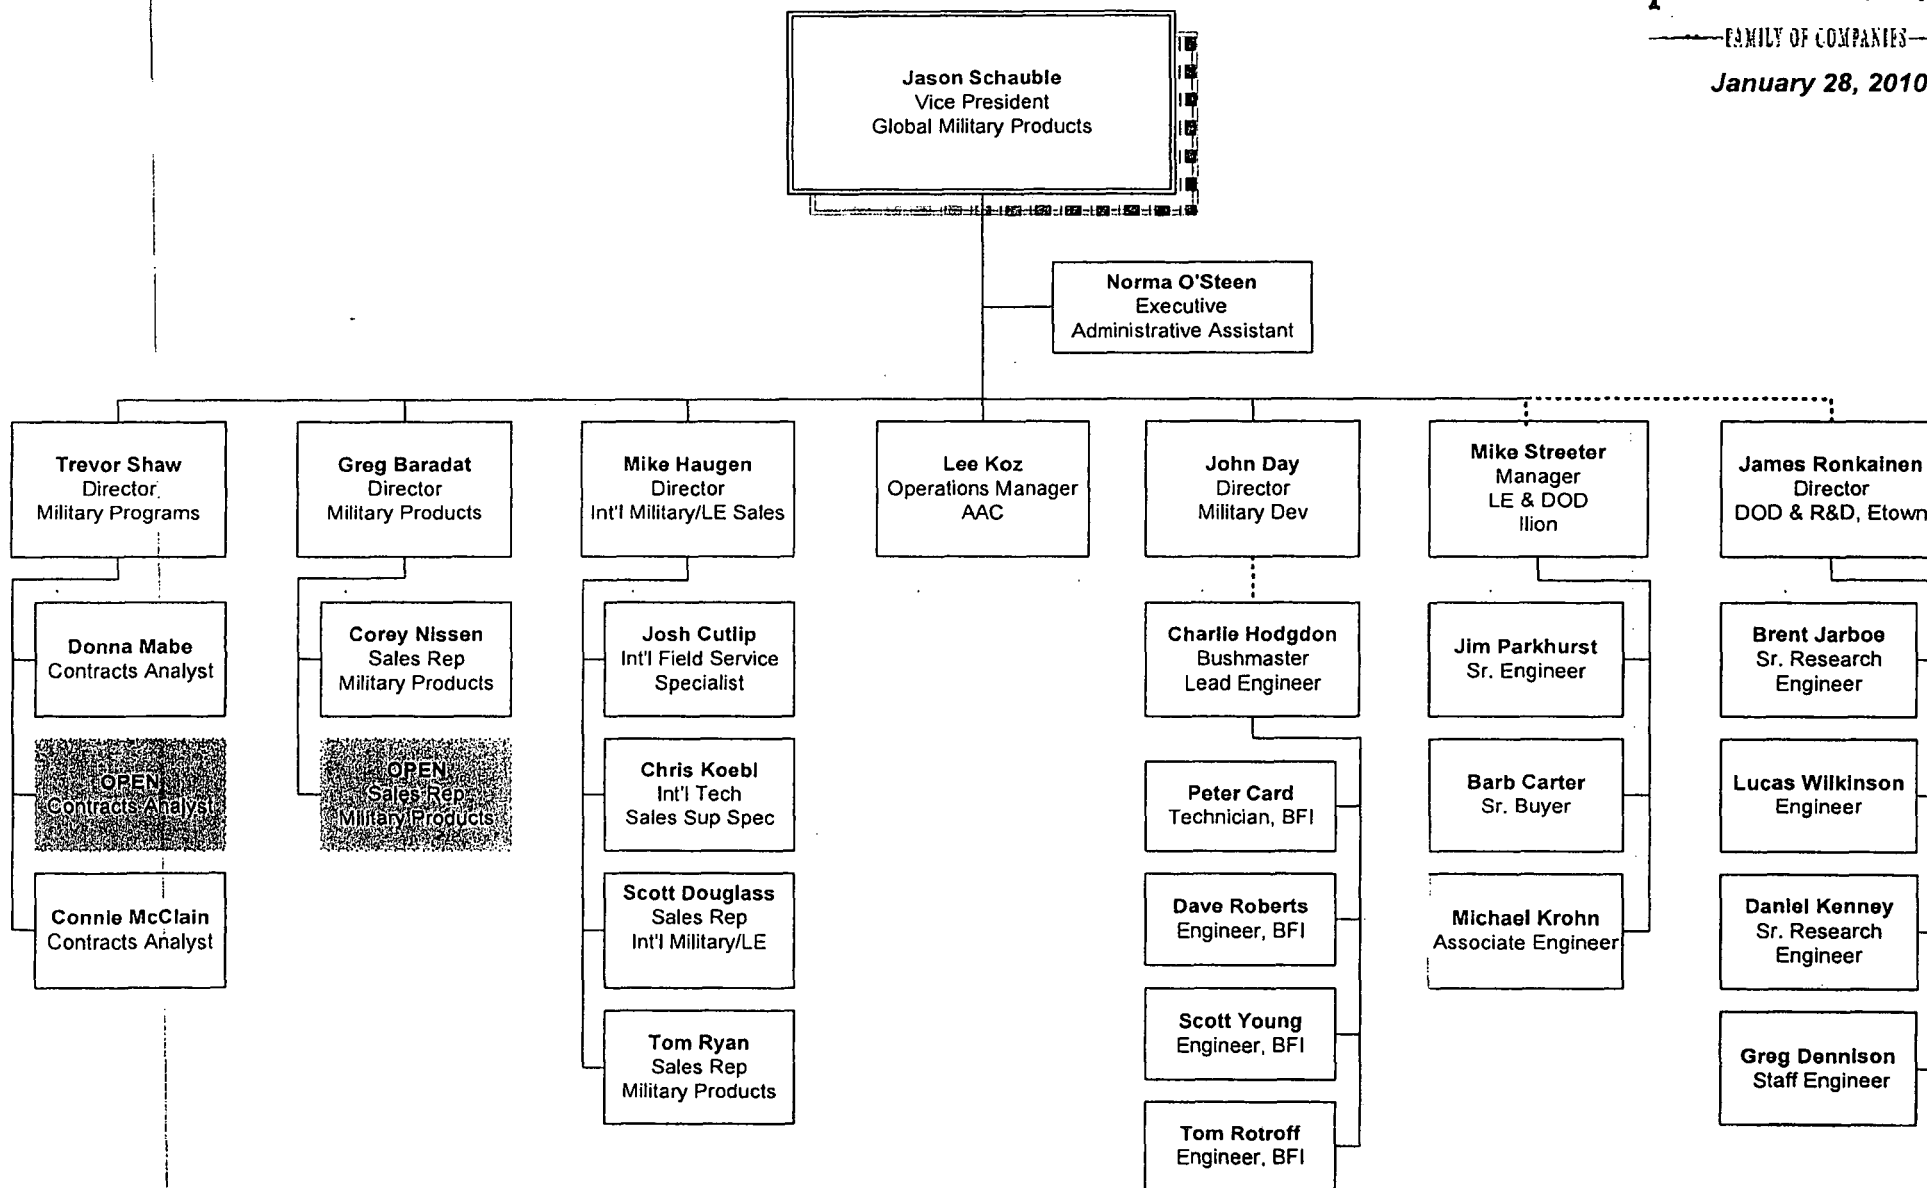 FAMILY OF COMPANIES
January 28, 2010
Jason Schauble
Vice President
Global Military Products
Norma O'Steen
Executive
Administrative Assistant
Trevor Shaw
Director
Military Programs
Greg Baradat
Director
Military Products
Mike Haugen
Director
Int'l Military/LE Sales
Lee Koz
Operations Manager
AAC
John Day
Director
Military Dev
Mike Streeter
Manager
LE & DOD
Ilion
James Ronkainen
Director
DOD & R&D, Etown
Donna Mabe
Contracts Analyst
OPEN
Contracts Analyst
Connie McClain
Contracts Analyst
Corey Nissen
Sales Rep
Military Products
OPEN
Sales Rep
Military Products
Josh Cutlip
Int'l Field Service
Specialist
Chris Koebl
Int'l Tech
Sales Sup Spec
Scott Douglass
Sales Rep
Int'l Military/LE
Tom Ryan
Sales Rep
Military Products
Charlie Hodgdon
Bushmaster
Lead Engineer
Peter Card
Technician, BFI
Dave Roberts
Engineer, BFI
Scott Young
Engineer, BFI
Tom Rotroff
Engineer, BFI
Jim Parkhurst
Sr. Engineer
Barb Carter
Sr. Buyer
Michael Krohn
Associate Engineer
Brent Jarboe
Sr. Research
Engineer
Lucas Wilkinson
Engineer
Daniel Kenney
Sr. Research
Engineer
Greg Dennison
Staff Engineer